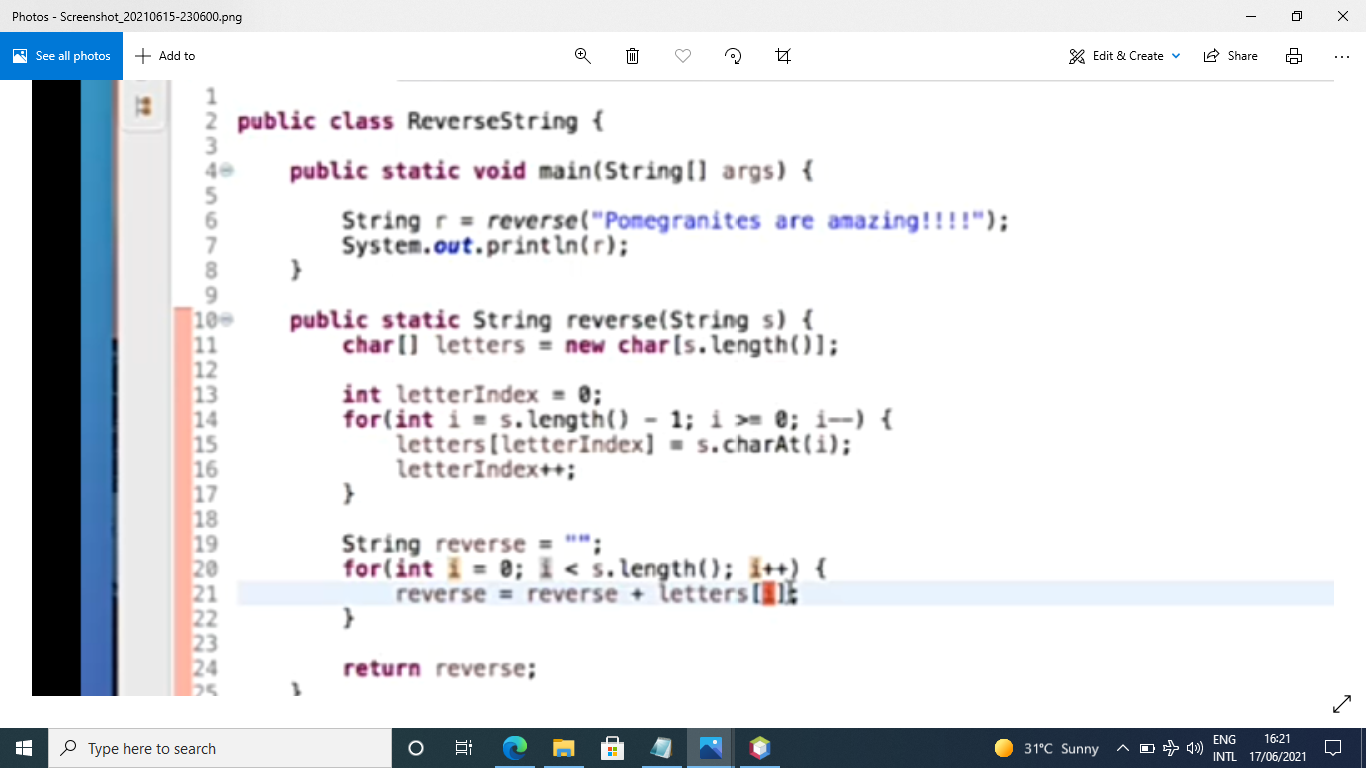 Photos - Screenshot_20210615-230600.png
See all photos
Add to
Edit & Create
Share
1
2 public class ReverseString {
3
4 public static void main(String[] args) {
5
6 String r = reverse("Pomegranites are amazing!!!!");
7 System.out.println(r);
8 }
9
10 public static String reverse(String s) {
11 char[] letters = new char[s.length()];
12
13 int letterIndex = 0;
14 for(int i = s.length() - 1; i >= 0; i--) {
15 letters[letterIndex] = s.charAt(i);
16 letterIndex++;
17 }
18
19 String reverse = "";
20 for(int i = 0; i < s.length(); i++) {
21 reverse = reverse + letters[i];
22 }
23
24 return reverse;
25 }
Type here to search
31°C Sunny
ENG
INTL
16:21
17/06/2021